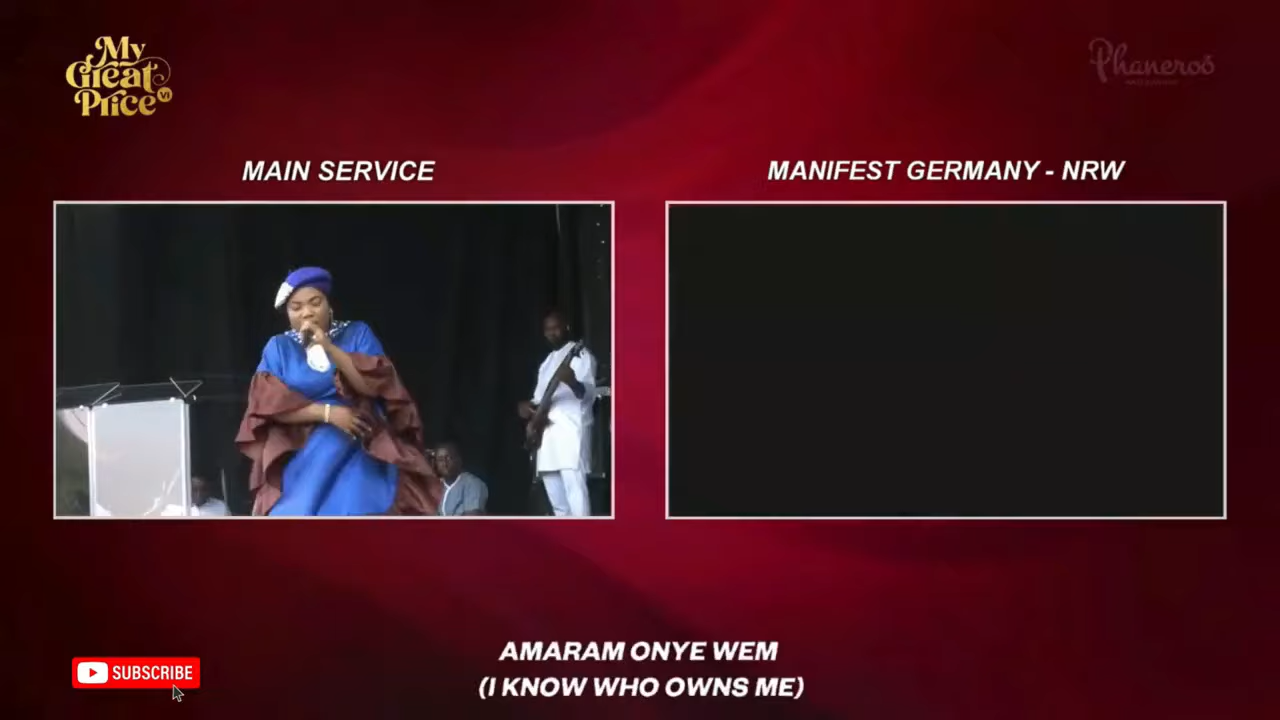 My
Great
Price VI
Phaneroo
MAIN SERVICE
MANIFEST GERMANY - NRW
SUBSCRIBE
AMARAM ONYE WEM
(I KNOW WHO OWNS ME)